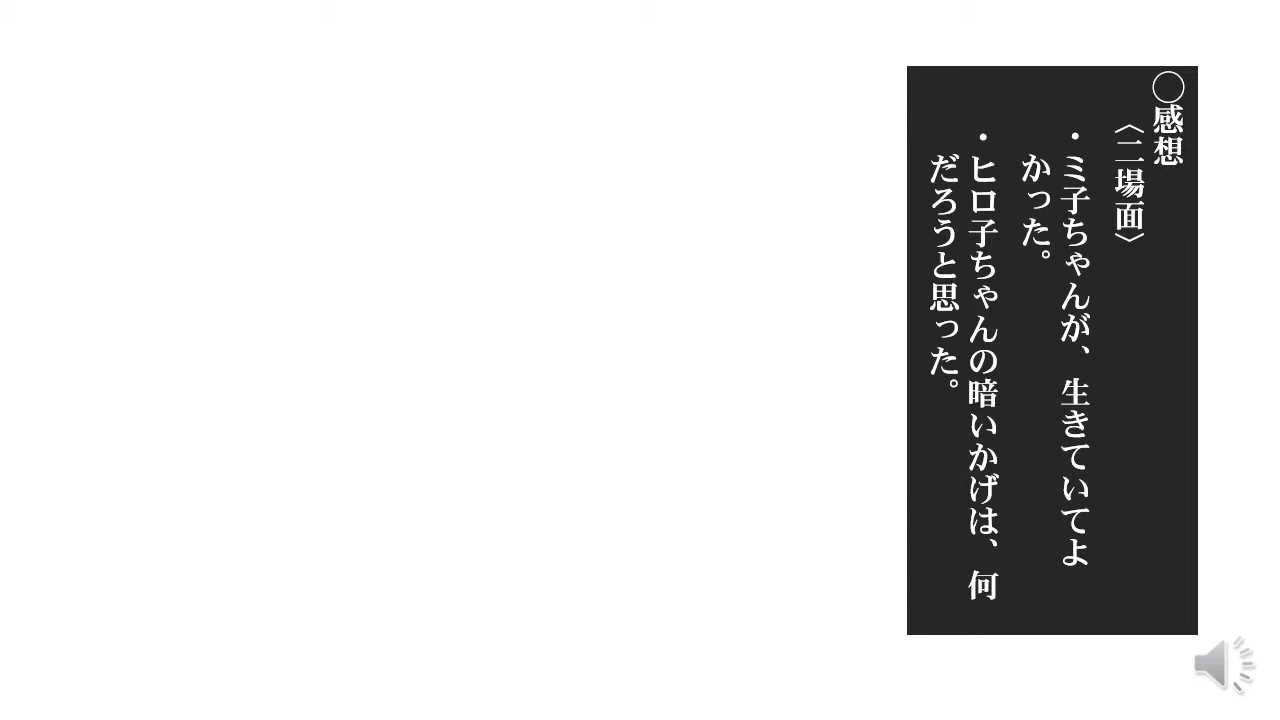 ○感想
〈二場面〉
・ミ子ちゃんが、生きていてよ
かった。
・ヒロ子ちゃんの暗いかげは、何
だろうと思った。